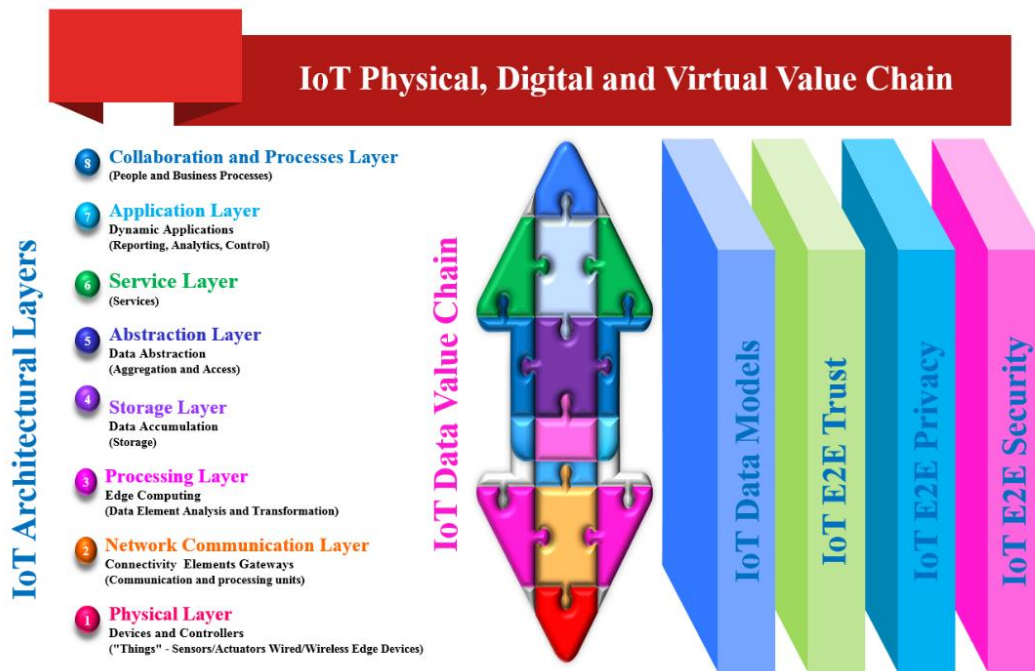 IoT Physical, Digital and Virtual Value Chain
IoT Architectural Layers
8
Collaboration and Processes Layer
(People and Business Processes)
7
Application Layer
Dynamic Applications
(Reporting, Analytics, Control)
6
Service Layer
(Services)
5
Abstraction Layer
Data Abstraction
(Aggregation and Access)
4
Storage Layer
Data Accumulation
(Storage)
3
Processing Layer
Edge Computing
(Data Element Analysis and Transformation)
2
Network Communication Layer
Connectivity Elements Gateways
(Communication and processing units)
1
Physical Layer
Devices and Controllers
("Things" - Sensors/Actuators Wired/Wireless Edge Devices)
IoT Data Value Chain
IoT Data Models
IoT E2E Trust
IoT E2E Privacy
IoT E2E Security